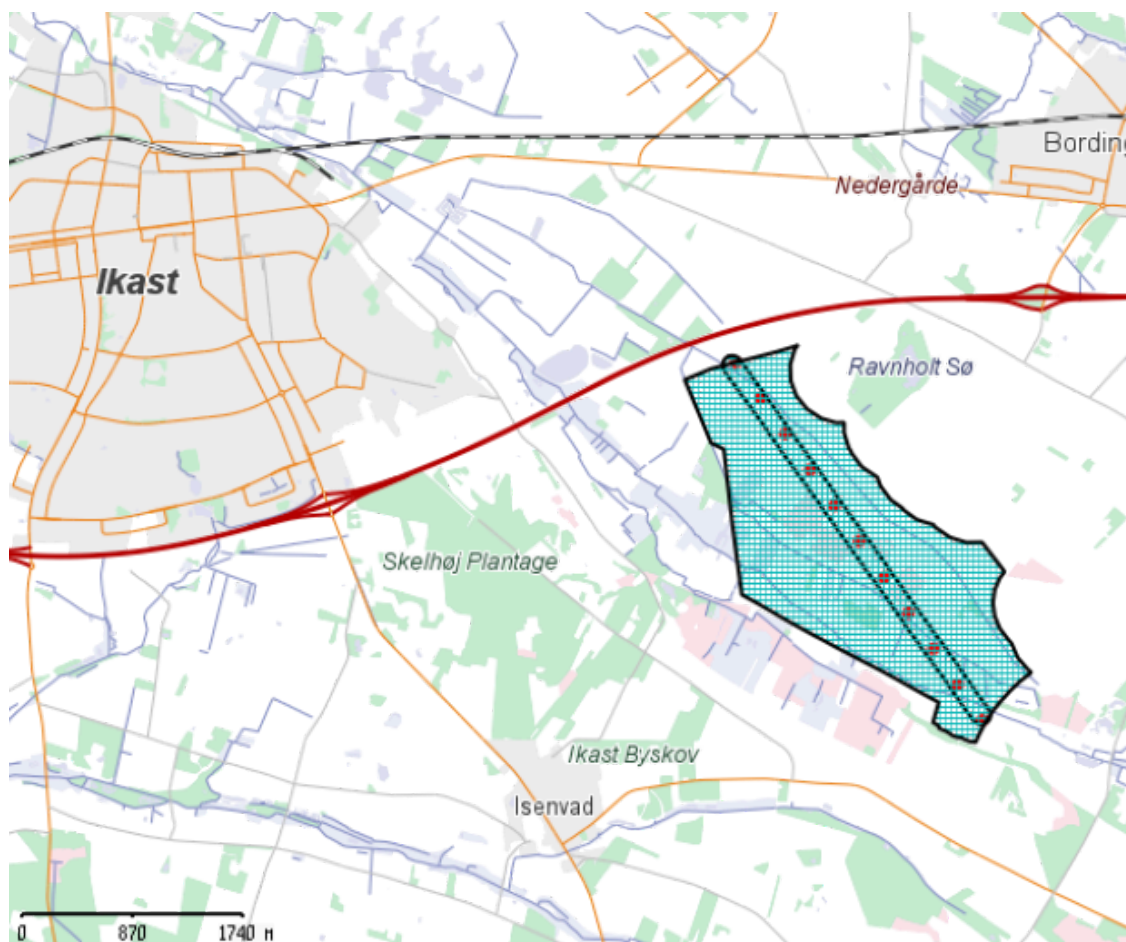 Bording
Nedergårde
Ikast
Ravnholt Sø
Skelhøj Plantage
Ikast Byskov
Isenvad
0 870 1740 M